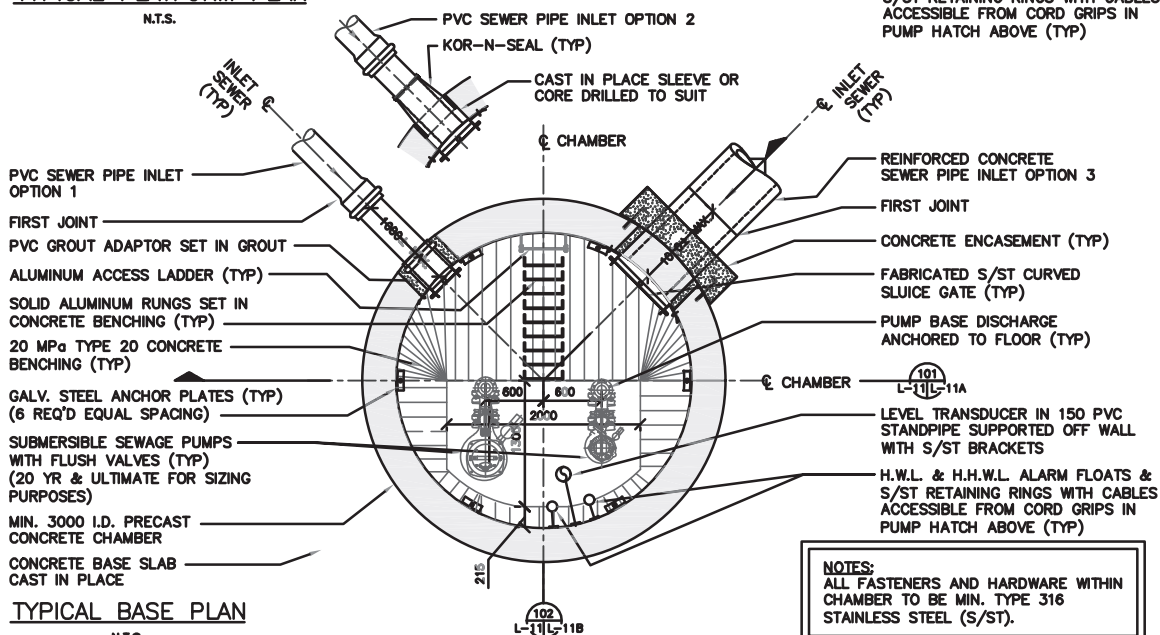 N.T.S.
S/ST RETAINING RINGS WITH CABLES
ACCESSIBLE FROM CORD GRIPS IN
PUMP HATCH ABOVE (TYP)
PVC SEWER PIPE INLET OPTION 2
KOR-N-SEAL (TYP)
CAST IN PLACE SLEEVE OR
CORE DRILLED TO SUIT
INLET ℄
SEWER
(TYP)
℄ INLET
SEWER
(TYP)
℄ CHAMBER
PVC SEWER PIPE INLET
OPTION 1
FIRST JOINT
PVC GROUT ADAPTOR SET IN GROUT
ALUMINUM ACCESS LADDER (TYP)
SOLID ALUMINUM RUNGS SET IN
CONCRETE BENCHING (TYP)
20 MPa TYPE 20 CONCRETE
BENCHING (TYP)
GALV. STEEL ANCHOR PLATES (TYP)
(6 REQ'D EQUAL SPACING)
SUBMERSIBLE SEWAGE PUMPS
WITH FLUSH VALVES (TYP)
(20 YR & ULTIMATE FOR SIZING
PURPOSES)
MIN. 3000 I.D. PRECAST
CONCRETE CHAMBER
CONCRETE BASE SLAB
CAST IN PLACE
REINFORCED CONCRETE
SEWER PIPE INLET OPTION 3
FIRST JOINT
CONCRETE ENCASEMENT (TYP)
FABRICATED S/ST CURVED
SLUICE GATE (TYP)
PUMP BASE DISCHARGE
ANCHORED TO FLOOR (TYP)
℄ CHAMBER
101
L-11 L-11A
LEVEL TRANSDUCER IN 150 PVC
STANDPIPE SUPPORTED OFF WALL
WITH S/ST BRACKETS
H.W.L. & H.H.W.L. ALARM FLOATS &
S/ST RETAINING RINGS WITH CABLES
ACCESSIBLE FROM CORD GRIPS IN
PUMP HATCH ABOVE (TYP)
600 600
2000
215
102
L-11 L-11B
TYPICAL BASE PLAN
NOTES:
ALL FASTENERS AND HARDWARE WITHIN
CHAMBER TO BE MIN. TYPE 316
STAINLESS STEEL (S/ST).